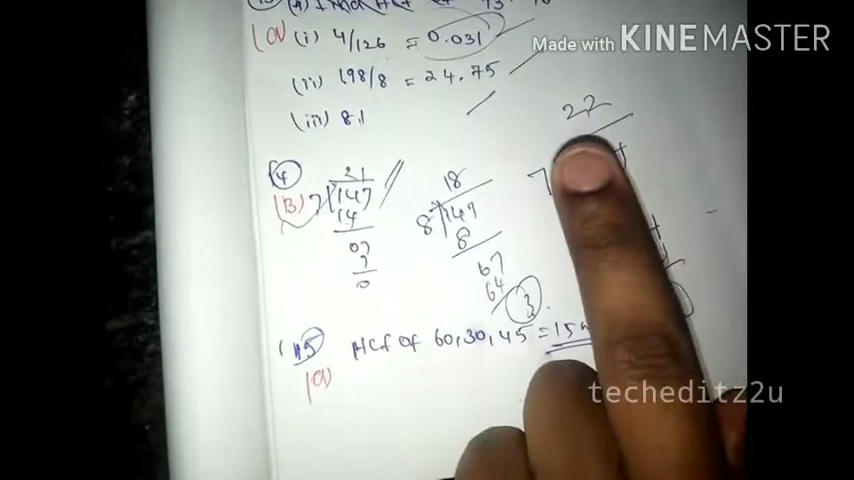 Made with KINEMASTER
(a) (i) 4/126 = 0.031
(ii) 198/8 = 24.75
(iii) 8.1
14
(B) 7 147 21
14
07
7
0
18
8 147
8
67
64
3
22
7
15 HCF of 60, 30, 45 = 15
(a)
techeditz2u